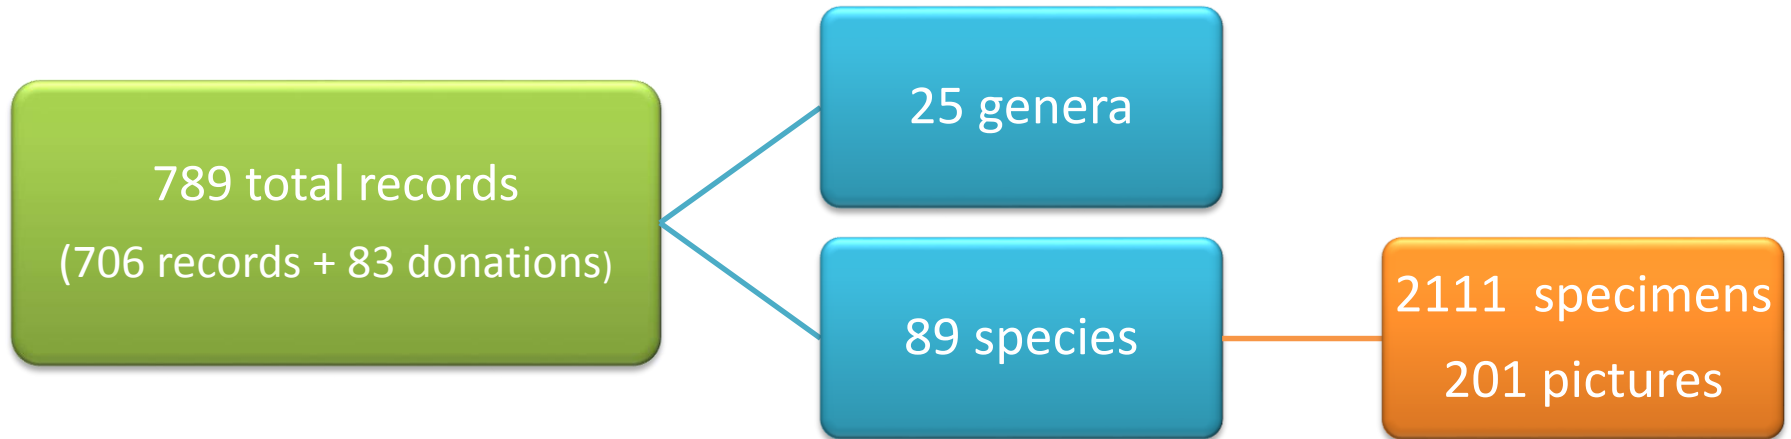 789 total records
(706 records + 83 donations)
25 genera
89 species
2111  specimens
201 pictures